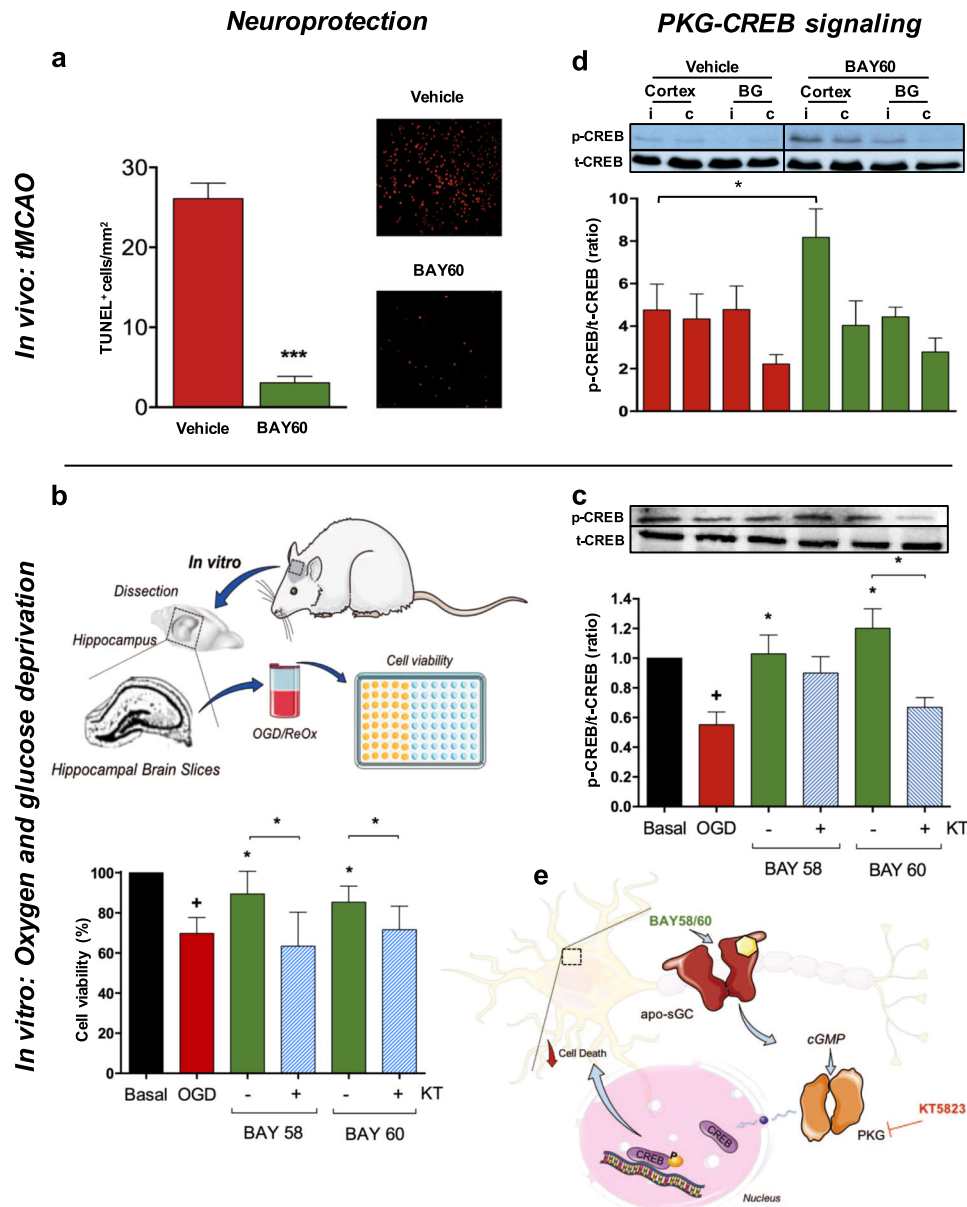 Neuroprotection
PKG-CREB signaling
In vivo: tMCAO
a
Vehicle
BAY60
TUNEL+ cells/mm2
30
20
10
0
***
Vehicle
BAY60
d
Vehicle
BAY60
Cortex
BG
Cortex
BG
i c i c i c i c
p-CREB
t-CREB
*
p-CREB/t-CREB (ratio)
10
8
6
4
2
0
In vitro: Oxygen and glucose deprivation
b
In vitro
Dissection
Hippocampus
Cell viability
OGD/ReOx
Hippocampal Brain Slices
Cell viability (%)
100
80
60
40
20
0
+
*
*
*
*
Basal OGD - + - + KT
BAY 58
BAY 60
c
p-CREB
t-CREB
p-CREB/t-CREB (ratio)
1.4
1.2
1.0
0.8
0.6
0.4
0.2
0.0
+
*
*
*
Basal OGD - + - + KT
BAY 58
BAY 60
e
BAY58/60
apo-sGC
Cell Death
cGMP
KT5823
PKG
CREB
CREB
P
Nucleus